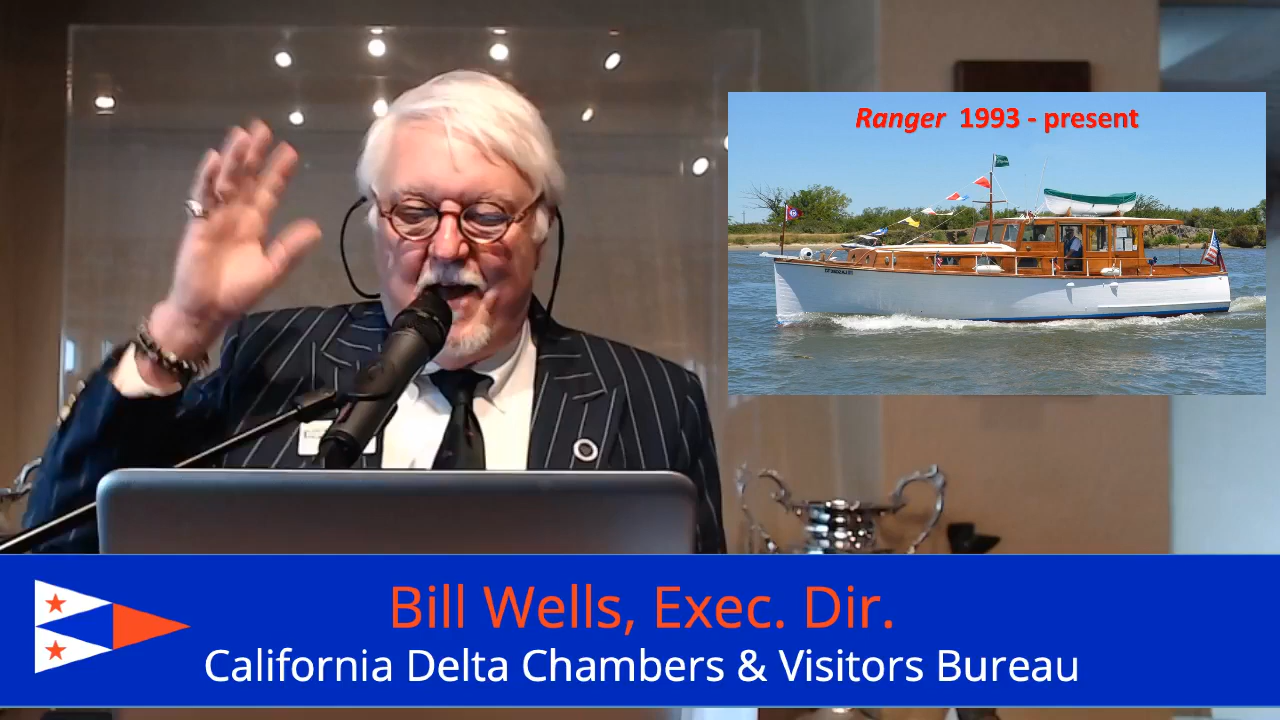 Ranger 1993 - present
Bill Wells, Exec. Dir.
California Delta Chambers & Visitors Bureau